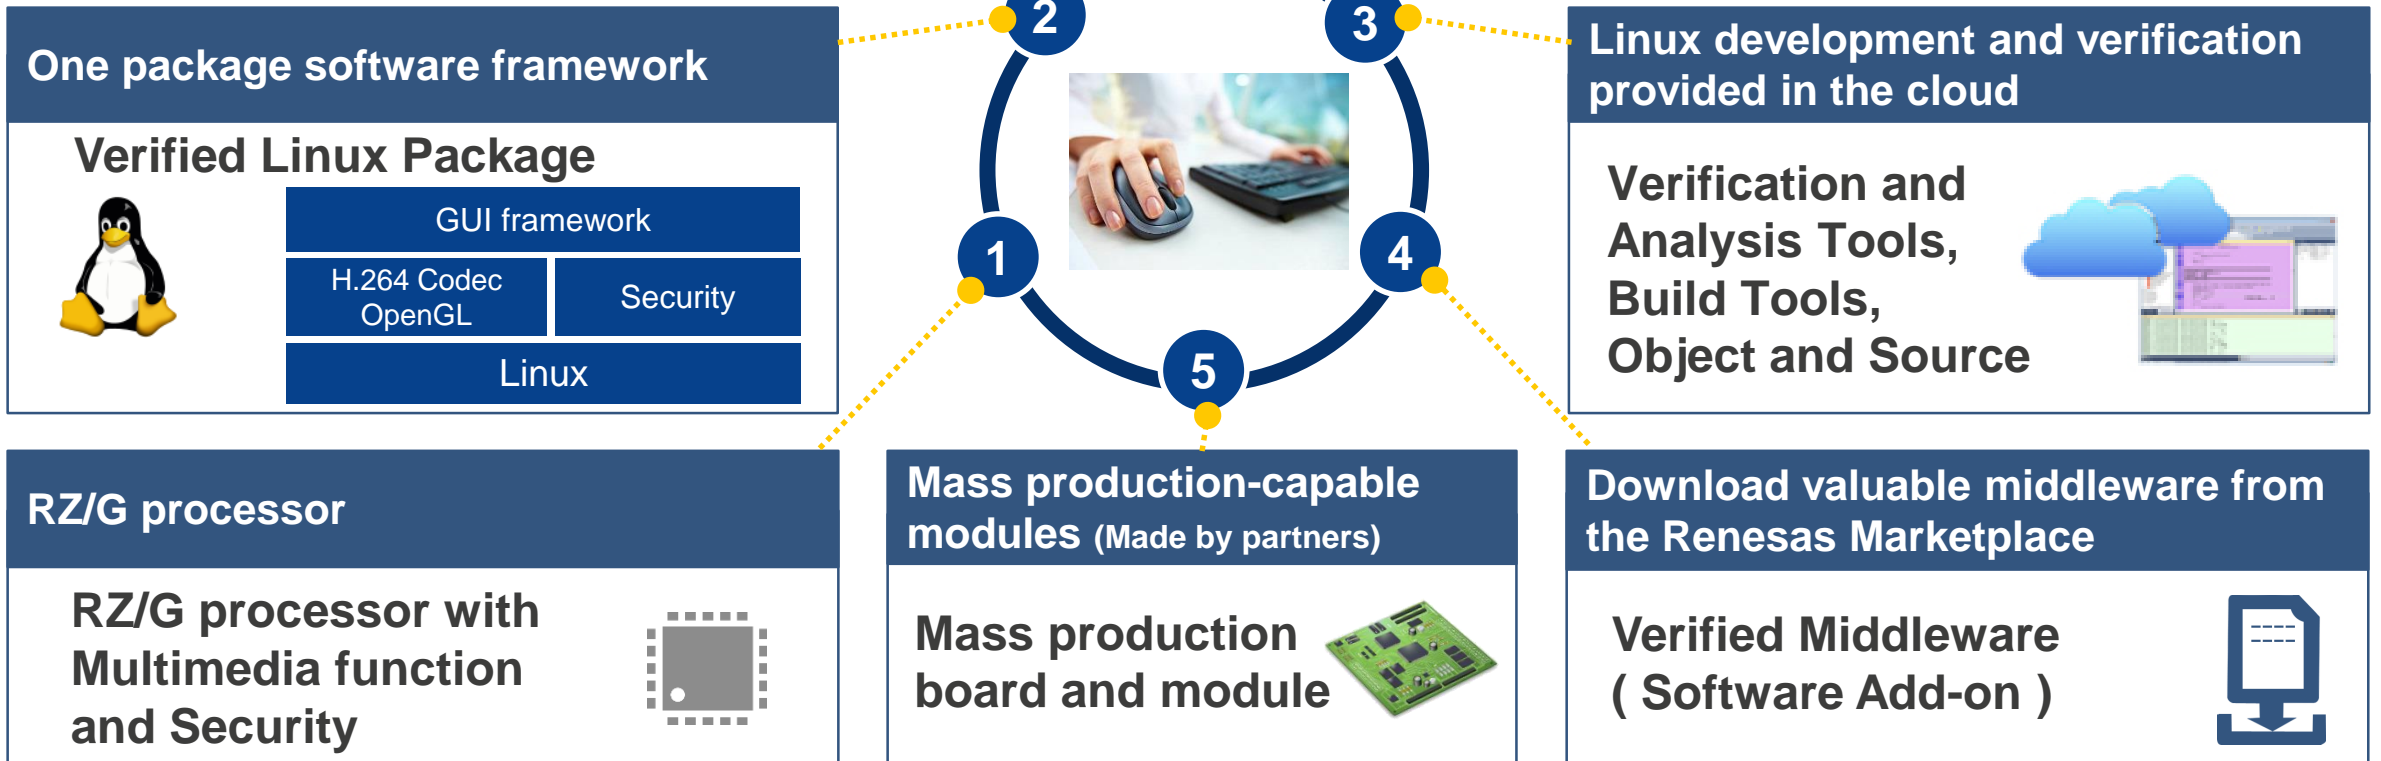 2
3
One package software framework
Verified Linux Package
GUI framework
H.264 Codec
OpenGL
Security
Linux
Linux development and verification
provided in the cloud
Verification and
Analysis Tools,
Build Tools,
Object and Source
1
4
5
RZ/G processor
RZ/G processor with
Multimedia function
and Security
Mass production-capable
modules (Made by partners)
Mass production
board and module
Download valuable middleware from
the Renesas Marketplace
Verified Middleware
( Software Add-on )